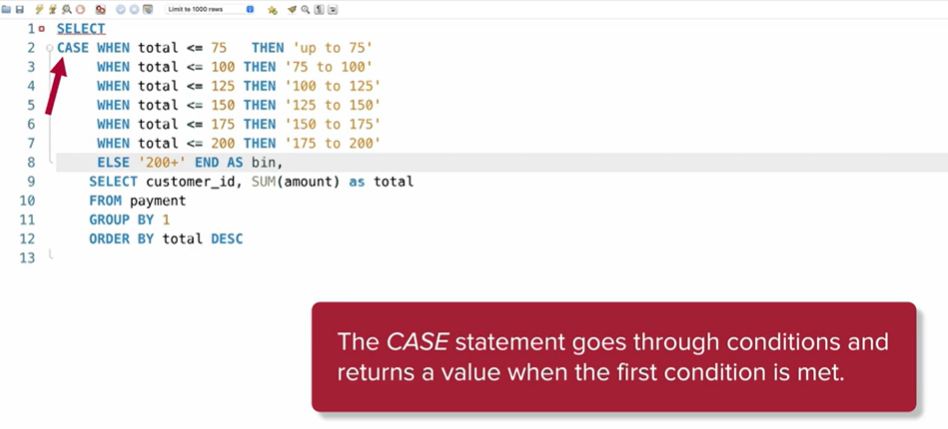 Limit to 1000 rows
1 SELECT
2 CASE WHEN total <= 75 THEN 'up to 75'
3 WHEN total <= 100 THEN '75 to 100'
4 WHEN total <= 125 THEN '100 to 125'
5 WHEN total <= 150 THEN '125 to 150'
6 WHEN total <= 175 THEN '150 to 175'
7 WHEN total <= 200 THEN '175 to 200'
8 ELSE '200+' END AS bin,
9 SELECT customer_id, SUM(amount) as total
10 FROM payment
11 GROUP BY 1
12 ORDER BY total DESC
13
The CASE statement goes through conditions and
returns a value when the first condition is met.